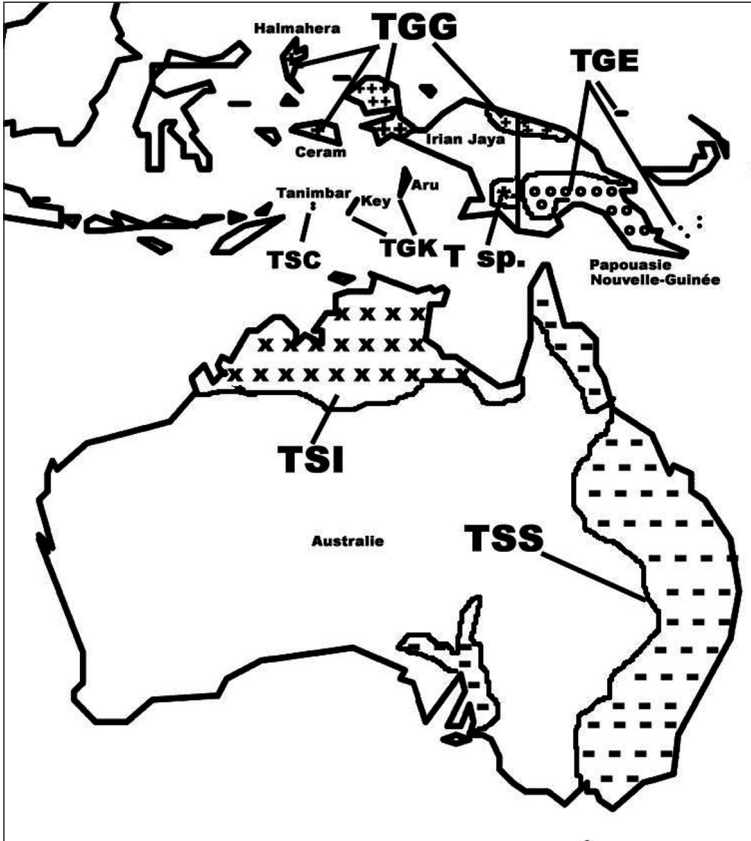 Halmahera
TGG
TGE
Ceram
Irian Jaya
Tanimbar
Key
Aru
TSC
TGK
T sp.
Papouasie
Nouvelle-Guinée
TSI
Australie
TSS